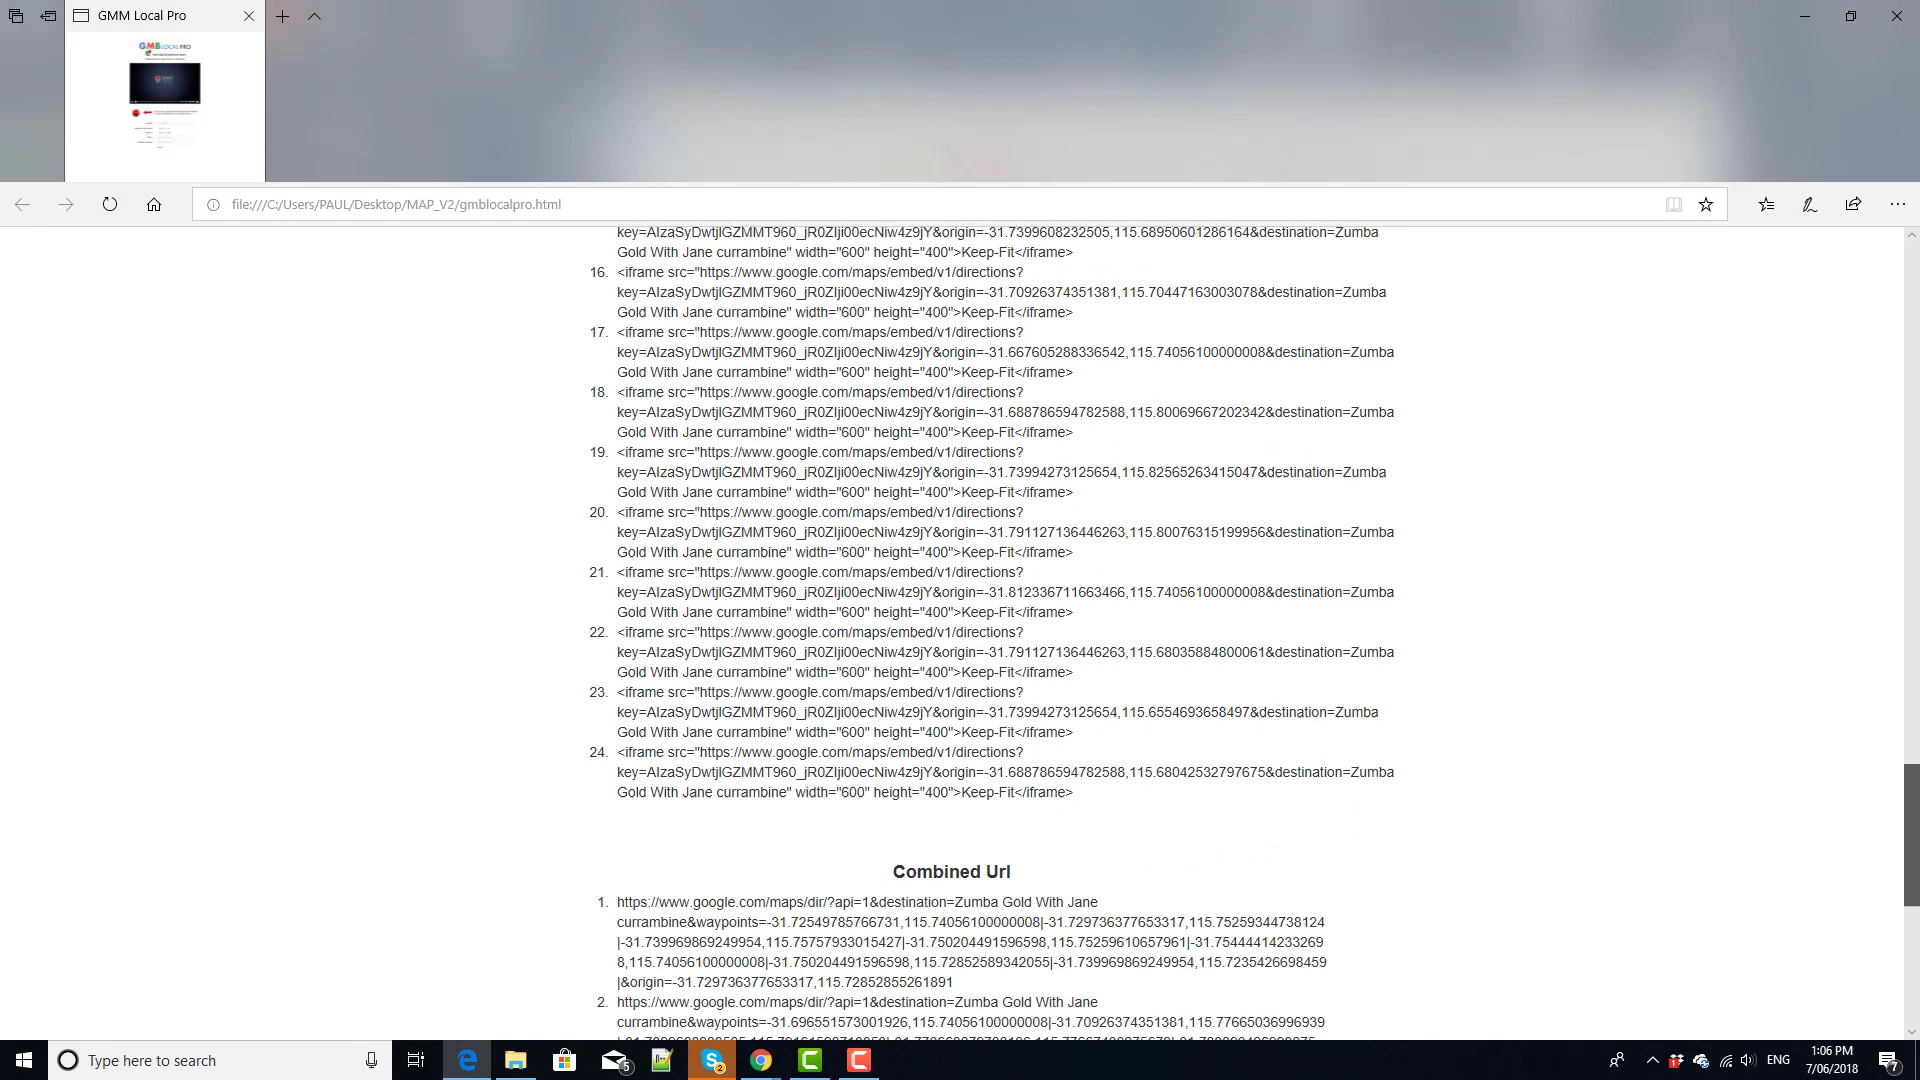 GMM Local Pro
GMB LOCAL PRO
file:///C:/Users/PAUL/Desktop/MAP_V2/gmblocalpro.html
key=AIzaSyDwtjlGZMMT960_jR0ZIji00ecNiw4z9jY&origin=-31.7399608232505,115.68950601286164&destination=Zumba
Gold With Jane currambine" width="600" height="400">Keep-Fit</iframe>
16. <iframe src="https://www.google.com/maps/embed/v1/directions?
key=AIzaSyDwtjlGZMMT960_jR0ZIji00ecNiw4z9jY&origin=-31.70926374351381,115.70447163003078&destination=Zumba
Gold With Jane currambine" width="600" height="400">Keep-Fit</iframe>
17. <iframe src="https://www.google.com/maps/embed/v1/directions?
key=AIzaSyDwtjlGZMMT960_jR0ZIji00ecNiw4z9jY&origin=-31.667605288336542,115.74056100000008&destination=Zumba
Gold With Jane currambine" width="600" height="400">Keep-Fit</iframe>
18. <iframe src="https://www.google.com/maps/embed/v1/directions?
key=AIzaSyDwtjlGZMMT960_jR0ZIji00ecNiw4z9jY&origin=-31.688786594782588,115.80069667202342&destination=Zumba
Gold With Jane currambine" width="600" height="400">Keep-Fit</iframe>
19. <iframe src="https://www.google.com/maps/embed/v1/directions?
key=AIzaSyDwtjlGZMMT960_jR0ZIji00ecNiw4z9jY&origin=-31.73994273125654,115.82565263415047&destination=Zumba
Gold With Jane currambine" width="600" height="400">Keep-Fit</iframe>
20. <iframe src="https://www.google.com/maps/embed/v1/directions?
key=AIzaSyDwtjlGZMMT960_jR0ZIji00ecNiw4z9jY&origin=-31.791127136446263,115.80076315199956&destination=Zumba
Gold With Jane currambine" width="600" height="400">Keep-Fit</iframe>
21. <iframe src="https://www.google.com/maps/embed/v1/directions?
key=AIzaSyDwtjlGZMMT960_jR0ZIji00ecNiw4z9jY&origin=-31.812336711663466,115.74056100000008&destination=Zumba
Gold With Jane currambine" width="600" height="400">Keep-Fit</iframe>
22. <iframe src="https://www.google.com/maps/embed/v1/directions?
key=AIzaSyDwtjlGZMMT960_jR0ZIji00ecNiw4z9jY&origin=-31.791127136446263,115.68035884800061&destination=Zumba
Gold With Jane currambine" width="600" height="400">Keep-Fit</iframe>
23. <iframe src="https://www.google.com/maps/embed/v1/directions?
key=AIzaSyDwtjlGZMMT960_jR0ZIji00ecNiw4z9jY&origin=-31.73994273125654,115.6554693658497&destination=Zumba
Gold With Jane currambine" width="600" height="400">Keep-Fit</iframe>
24. <iframe src="https://www.google.com/maps/embed/v1/directions?
key=AIzaSyDwtjlGZMMT960_jR0ZIji00ecNiw4z9jY&origin=-31.688786594782588,115.68042532797675&destination=Zumba
Gold With Jane currambine" width="600" height="400">Keep-Fit</iframe>
Combined Url
1. https://www.google.com/maps/dir/?api=1&destination=Zumba Gold With Jane
currambine&waypoints=-31.72549785766731,115.74056100000008|-31.729736377653317,115.75259344738124
|-31.739969869249954,115.75757933015427|-31.750204491596598,115.75259610657961|-31.75444414233269
8,115.74056100000008|-31.750204491596598,115.72852589342055|-31.739969869249954,115.7235426698459
|&origin=-31.729736377653317,115.72852855261891
2. https://www.google.com/maps/dir/?api=1&destination=Zumba Gold With Jane
currambine&waypoints=-31.696551573001926,115.74056100000008|-31.70926374351381,115.77665036996939
Type here to search
5
2
ENG
1:06 PM
7/06/2018
7